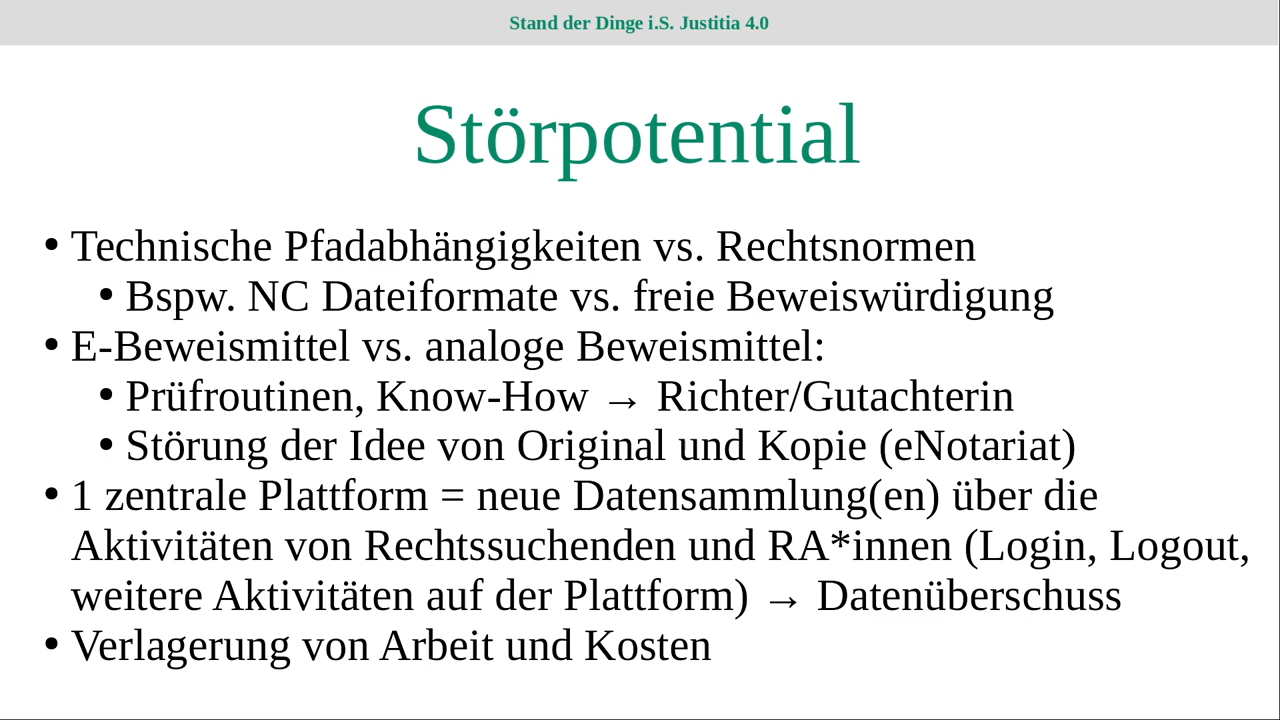 Stand der Dinge i.S. Justitia 4.0
Störpotential
• Technische Pfadabhängigkeiten vs. Rechtsnormen
• Bspw. NC Dateiformate vs. freie Beweiswürdigung
• E-Beweismittel vs. analoge Beweismittel:
• Prüfroutinen, Know-How → Richter/Gutachterin
• Störung der Idee von Original und Kopie (eNotariat)
• 1 zentrale Plattform = neue Datensammlung(en) über die
Aktivitäten von Rechtssuchenden und RA*innen (Login, Logout,
weitere Aktivitäten auf der Plattform) → Datenüberschuss
• Verlagerung von Arbeit und Kosten